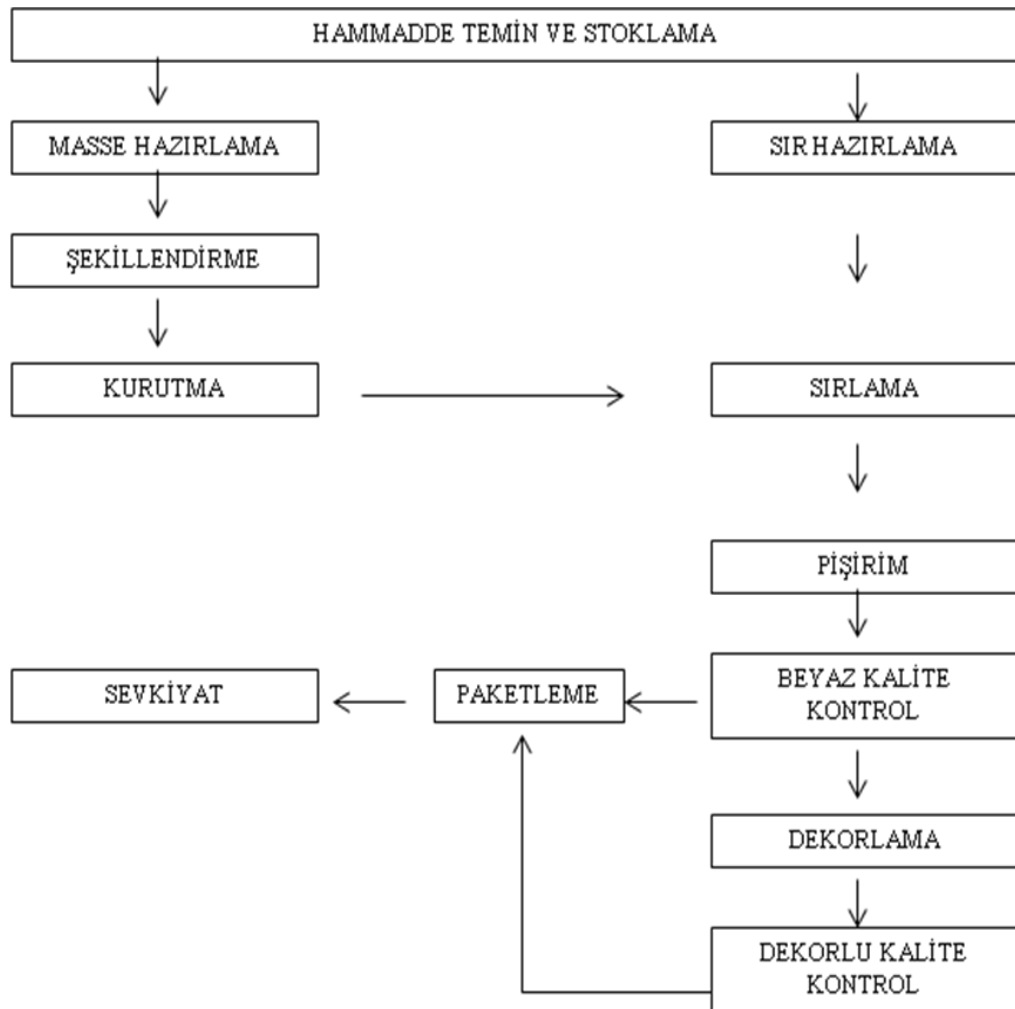 HAMMADDE TEMİN VE STOKLAMA
MASSE HAZIRLAMA
SIR HAZIRLAMA
ŞEKİLLENDİRME
KURUTMA
SIRLAMA
PİŞİRİM
SEVKİYAT
PAKETLEME
BEYAZ KALİTE
KONTROL
DEKORLAMA
DEKORLU KALİTE
KONTROL